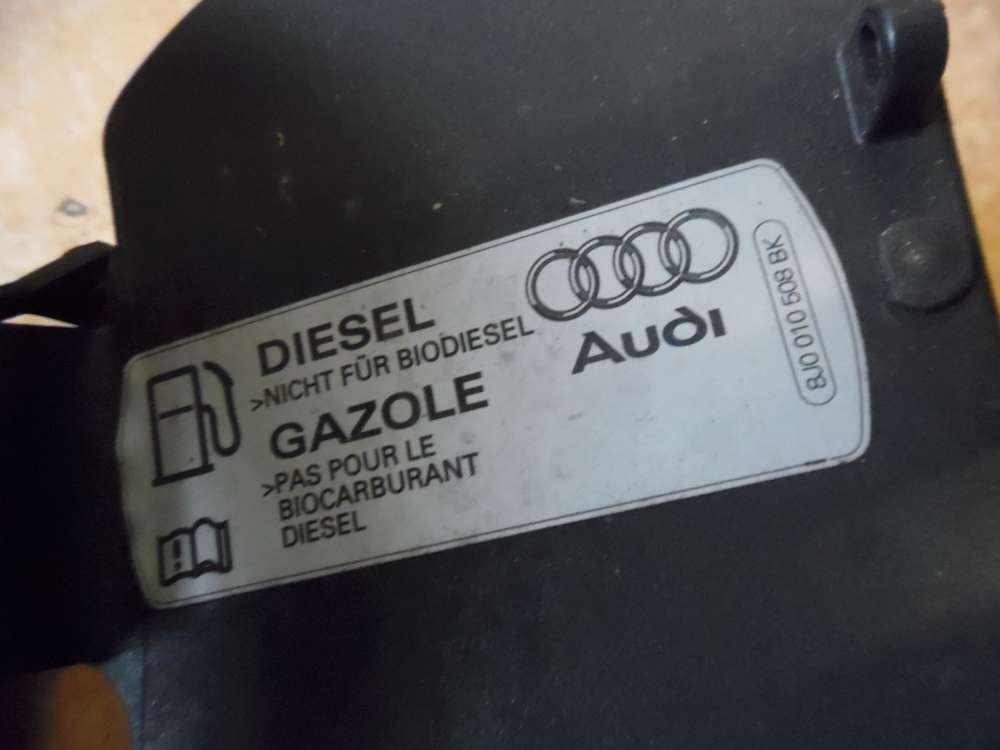 DIESEL
>NICHT FÜR BIODIESEL
GAZOLE
>PAS POUR LE
BIOCARBURANT
DIESEL
Audi
8J0 010 508 BK